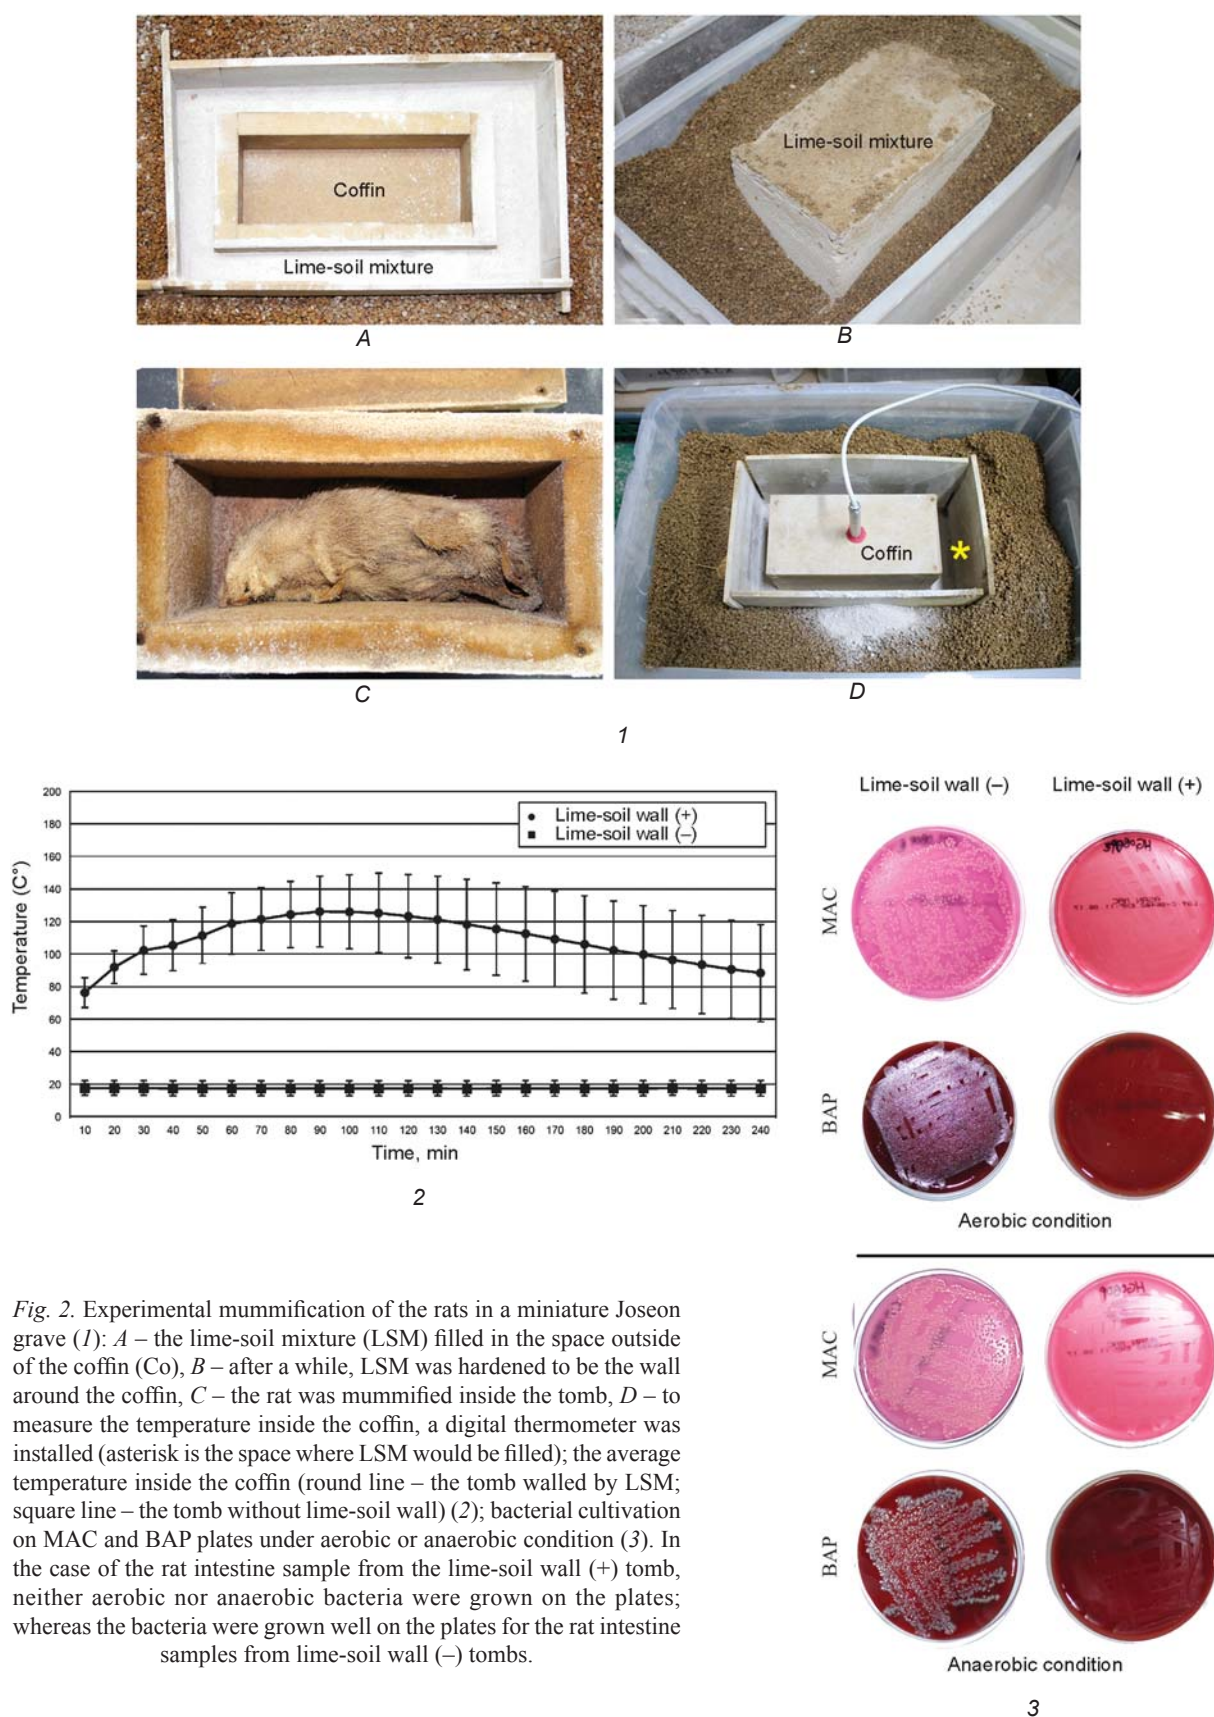 Coffin
Lime-soil mixture
A
Lime-soil mixture
B
C
Coffin
*
D
1
200
180
160
140
120
100
80
60
40
20
0
Temperature (C°)
Lime-soil wall (+)
Lime-soil wall (–)
10 20 30 40 50 60 70 80 90 100 110 120 130 140 150 160 170 180 190 200 210 220 230 240
Time, min
2
Lime-soil wall (–) Lime-soil wall (+)
MAC
BAP
Aerobic condition
MAC
BAP
Anaerobic condition
3
Fig. 2. Experimental mummification of the rats in a miniature Joseon
grave (1): A – the lime-soil mixture (LSM) filled in the space outside
of the coffin (Co), B – after a while, LSM was hardened to be the wall
around the coffin, C – the rat was mummified inside the tomb, D – to
measure the temperature inside the coffin, a digital thermometer was
installed (asterisk is the space where LSM would be filled); the average
temperature inside the coffin (round line – the tomb walled by LSM;
square line – the tomb without lime-soil wall) (2); bacterial cultivation
on MAC and BAP plates under aerobic or anaerobic condition (3). In
the case of the rat intestine sample from the lime-soil wall (+) tomb,
neither aerobic nor anaerobic bacteria were grown on the plates;
whereas the bacteria were grown well on the plates for the rat intestine
samples from lime-soil wall (–) tombs.